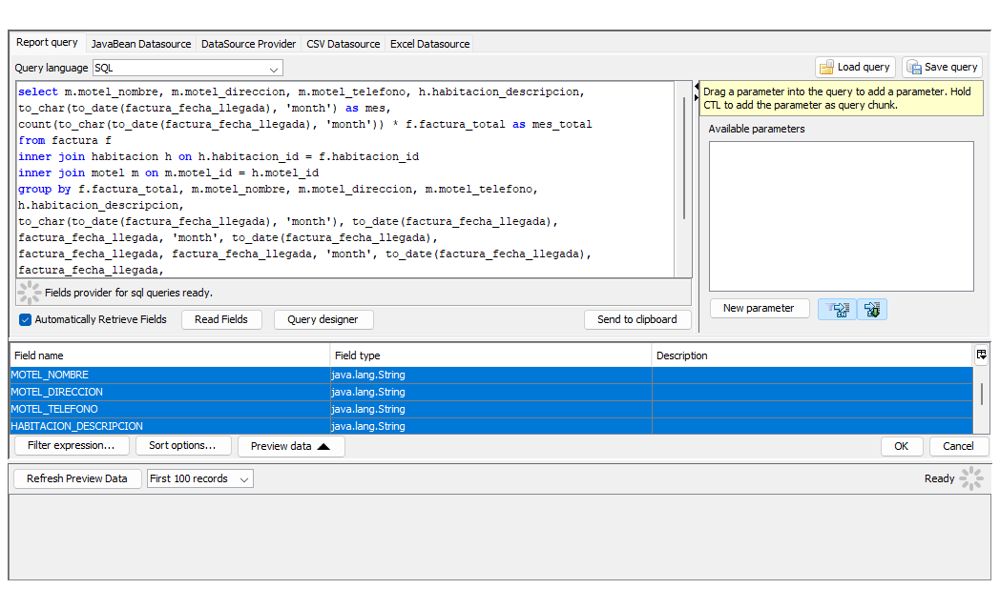 Report query JavaBean Datasource DataSource Provider CSV Datasource Excel Datasource
Query language SQL Load query Save query
select m.motel_nombre, m.motel_direccion, m.motel_telefono, h.habitacion_descripcion,
to_char(to_date(factura_fecha_llegada), 'month') as mes,
count(to_char(to_date(factura_fecha_llegada), 'month')) * f.factura_total as mes_total
from factura f
inner join habitacion h on h.habitacion_id = f.habitacion_id
inner join motel m on m.motel_id = h.motel_id
group by f.factura_total, m.motel_nombre, m.motel_direccion, m.motel_telefono,
h.habitacion_descripcion,
to_char(to_date(factura_fecha_llegada), 'month'), to_date(factura_fecha_llegada),
factura_fecha_llegada, 'month', to_date(factura_fecha_llegada),
factura_fecha_llegada, factura_fecha_llegada, 'month', to_date(factura_fecha_llegada),
factura_fecha_llegada,
Drag a parameter into the query to add a parameter. Hold
CTL to add the parameter as query chunk.
Available parameters
Fields provider for sql queries ready.
New parameter
Automatically Retrieve Fields Read Fields Query designer Send to clipboard
Field name Field type Description
MOTEL_NOMBRE java.lang.String
MOTEL_DIRECCION java.lang.String
MOTEL_TELEFONO java.lang.String
HABITACION_DESCRIPCION java.lang.String
Filter expression... Sort options... Preview data OK Cancel
Refresh Preview Data First 100 records Ready